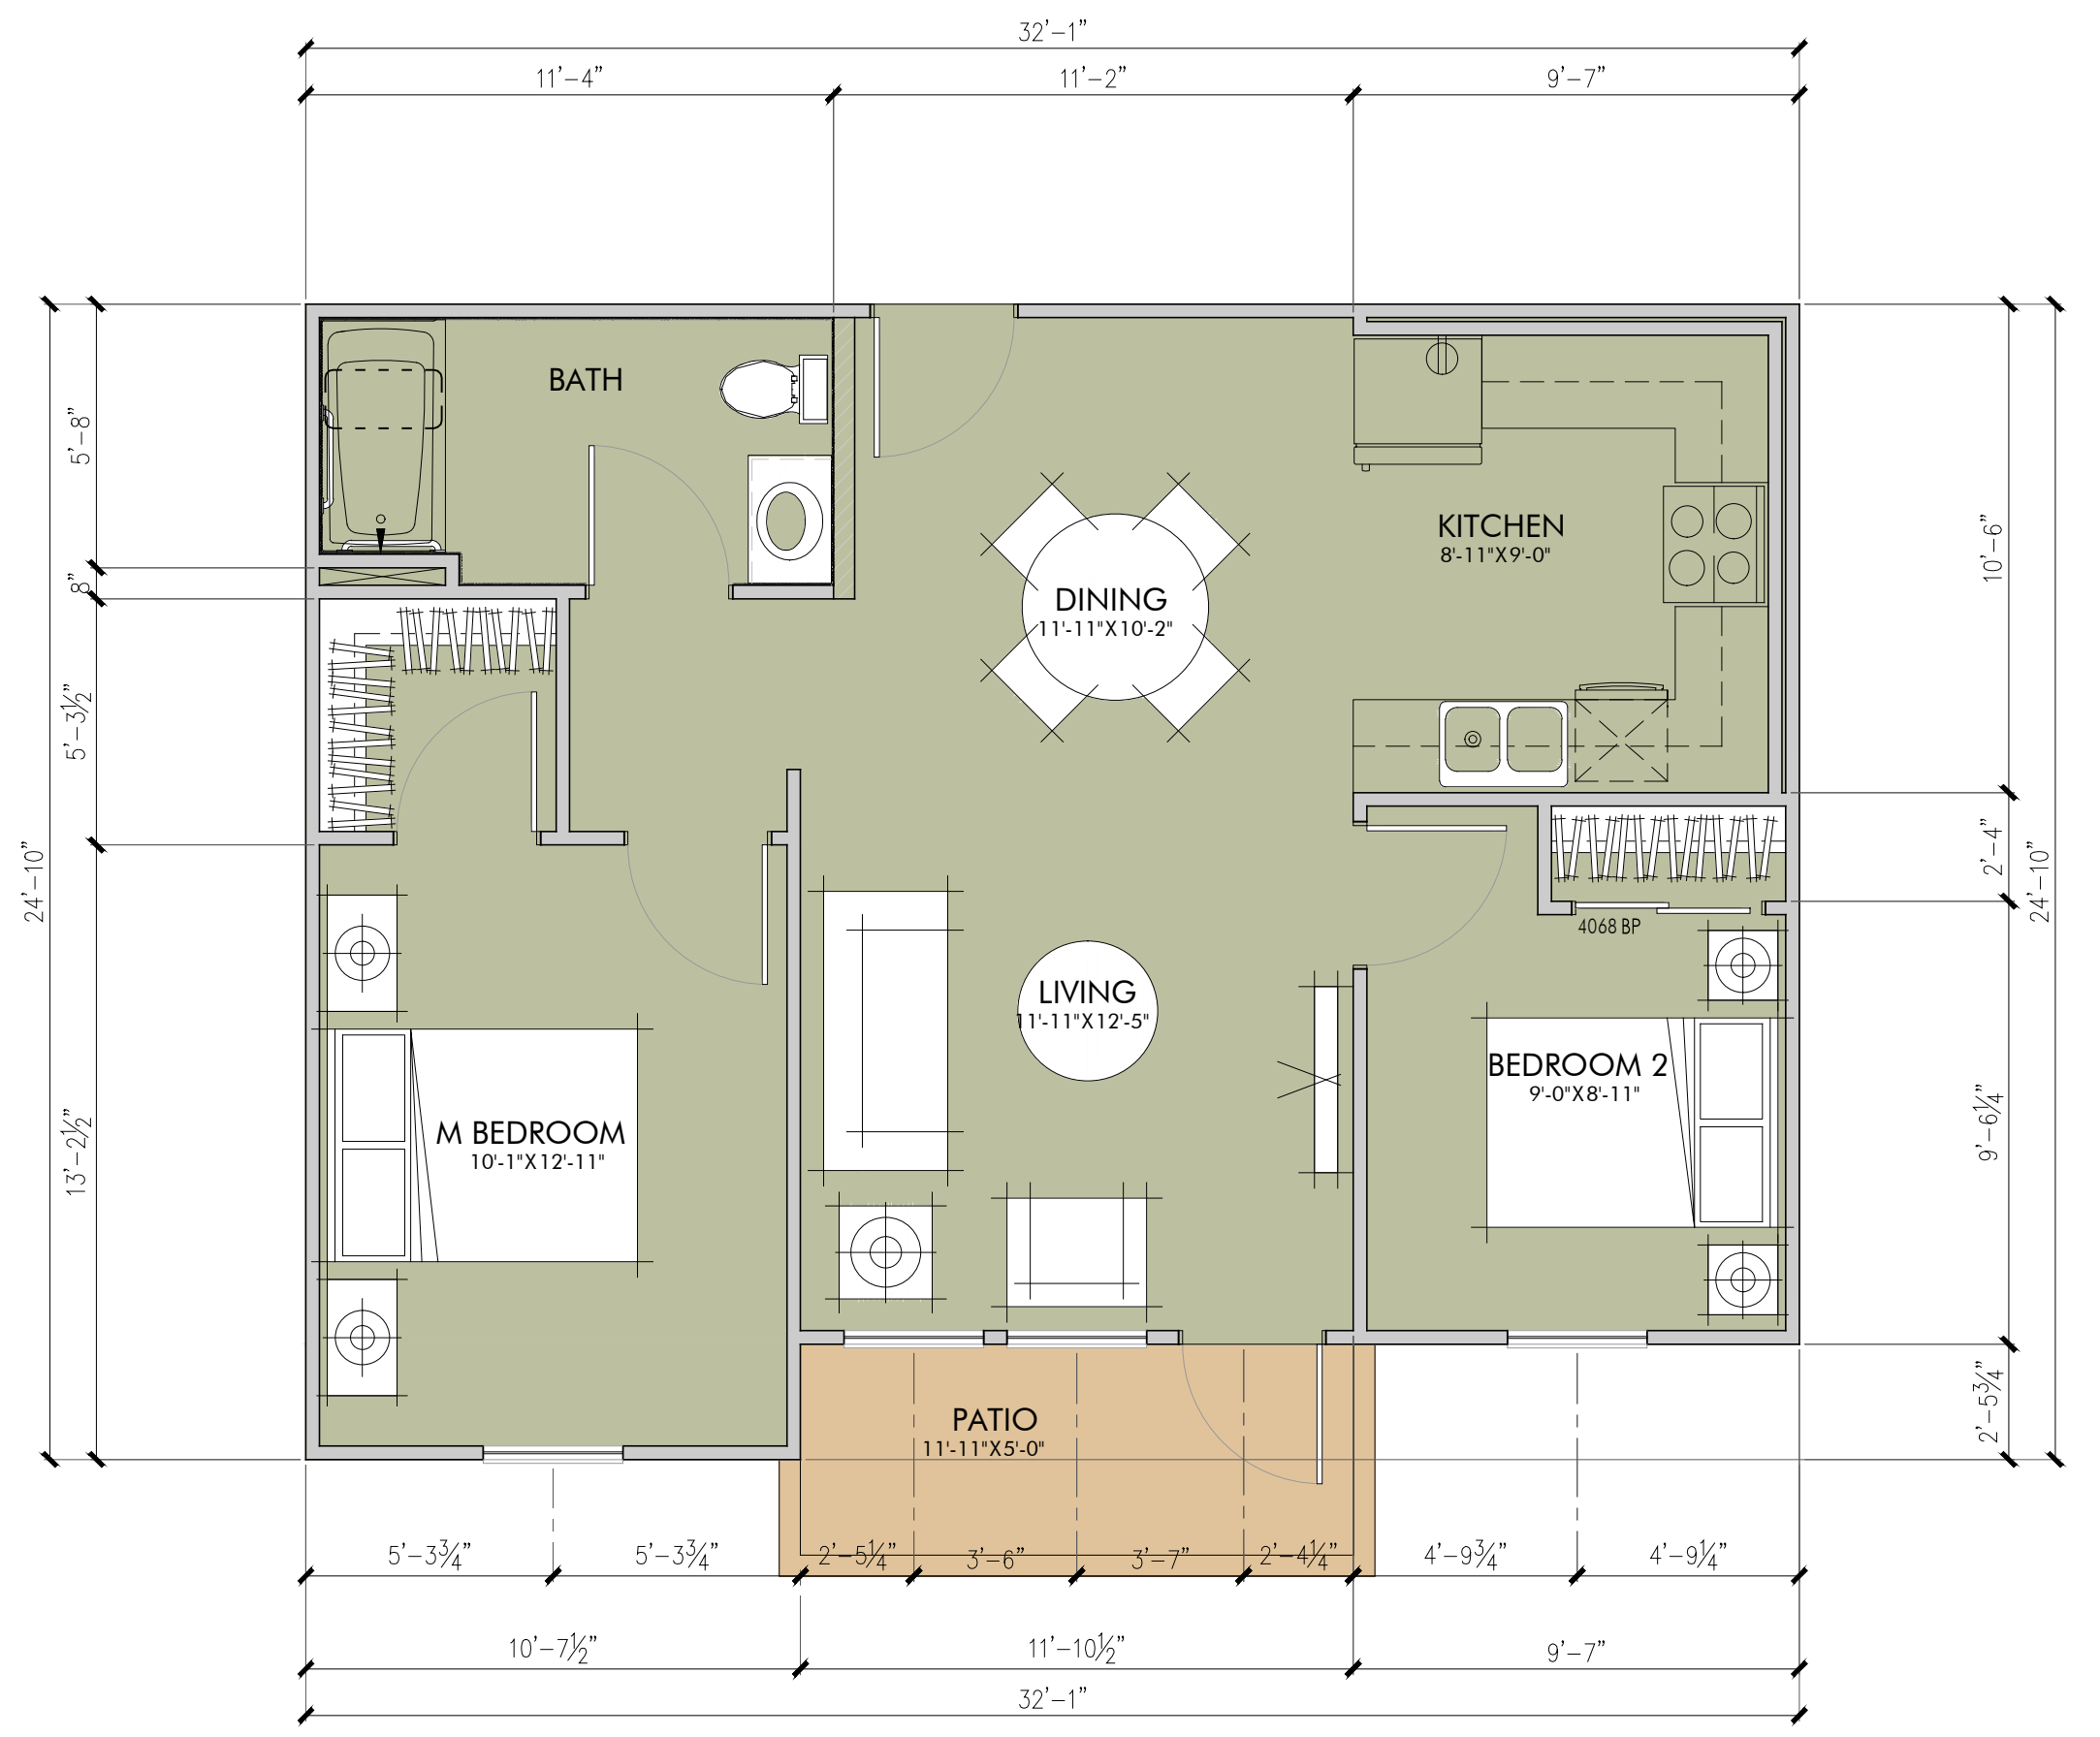 32'-1"
11'-4"
11'-2"
9'-7"
BATH
5'-8"
8"
5'-3½"
13'-2½"
24'-10"
KITCHEN
8'-11"X9'-0"
DINING
11'-11"X10'-2"
10'-6"
2'-4"
24'-10"
9'-6¼"
2'-5¾"
4068 BP
LIVING
11'-11"X12'-5"
BEDROOM 2
9'-0"X8'-11"
M BEDROOM
10'-1"X12'-11"
PATIO
11'-11"X5'-0"
5'-3¾"
5'-3¾"
2'-5¼"
3'-6"
3'-7"
2'-4¼"
4'-9¾"
4'-9¼"
10'-7½"
11'-10½"
9'-7"
32'-1"